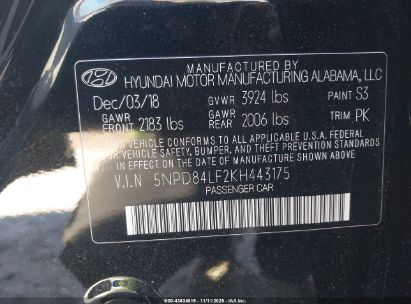 MANUFACTURED BY
HYUNDAI MOTOR MANUFACTURING ALABAMA, LLC
Dec/03/18 GVWR 3924 lbs PAINT S3
GAWR FRONT 2183 lbs GAWR REAR 2006 lbs TRIM PK
THIS VEHICLE CONFORMS TO ALL APPLICABLE U.S.A. FEDERAL
MOTOR VEHICLE SAFETY, BUMPER, AND THEFT PREVENTION STANDARDS
IN EFFECT ON THE DATE OF MANUFACTURE SHOWN ABOVE.
V.I.N 5NPD84LF2KH443175
PASSENGER CAR